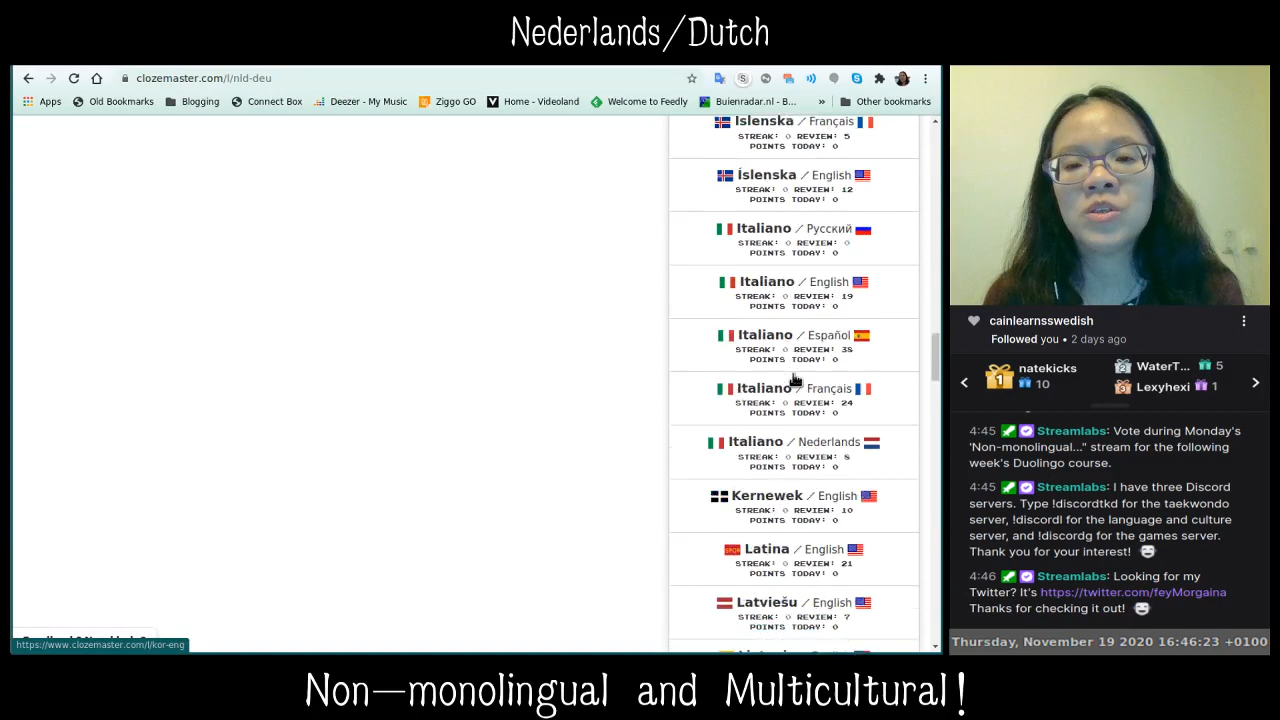 Nederlands/Dutch
clozemaster.com/l/nld-deu
Apps
Old Bookmarks
Blogging
Connect Box
Deezer - My Music
Ziggo GO
Home - Videoland
Welcome to Feedly
Buienradar.nl - B...
»
Other bookmarks
Íslenska / Français
STREAK: 0 REVIEW: 5
POINTS TODAY: 0
Íslenska / English
STREAK: 0 REVIEW: 12
POINTS TODAY: 0
Italiano / Русский
STREAK: 0 REVIEW: 0
POINTS TODAY: 0
Italiano / English
STREAK: 0 REVIEW: 19
POINTS TODAY: 0
Italiano / Español
STREAK: 0 REVIEW: 38
POINTS TODAY: 0
Italiano / Français
STREAK: 0 REVIEW: 24
POINTS TODAY: 0
Italiano / Nederlands
STREAK: 0 REVIEW: 8
POINTS TODAY: 0
Kernewek / English
STREAK: 0 REVIEW: 10
POINTS TODAY: 0
Latina / English
STREAK: 0 REVIEW: 21
POINTS TODAY: 0
Latviešu / English
STREAK: 0 REVIEW: 7
POINTS TODAY: 0
https://www.clozemaster.com/l/kor-eng
cainlearnsswedish
Followed you • 2 days ago
1 natekicks
10
2 WaterT... 5
3 Lexyhexi 1
4:45 Streamlabs: Vote during Monday's
'Non-monolingual..." stream for the following
week's Duolingo course.
4:45 Streamlabs: I have three Discord
servers. Type !discordtkd for the taekwondo
server, !discordl for the language and culture
server, and !discordg for the games server.
Thank you for your interest!
4:46 Streamlabs: Looking for my
Twitter? It's https://twitter.com/feyMorgaina
Thanks for checking it out!
Thursday, November 19 2020 16:46:23 +0100
Non-monolingual and Multicultural!